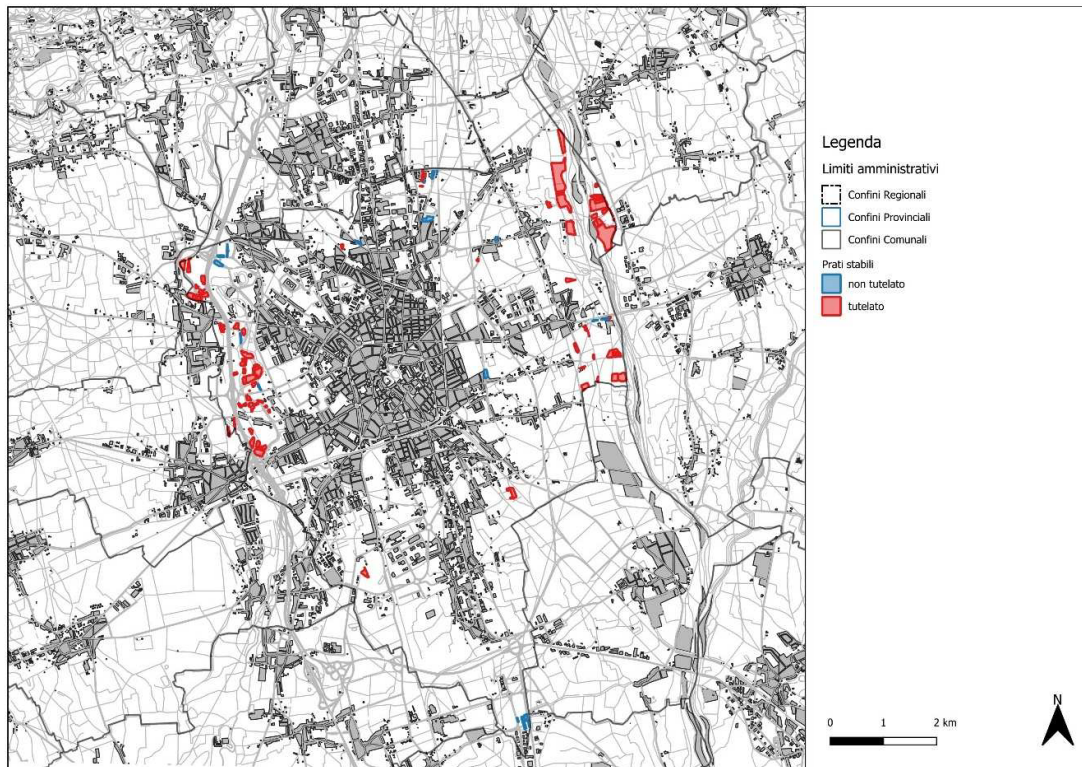 Legenda
Limiti amministrativi
Confini Regionali
Confini Provinciali
Confini Comunali
Prati stabili
non tutelato
tutelato
N
0 1 2 km